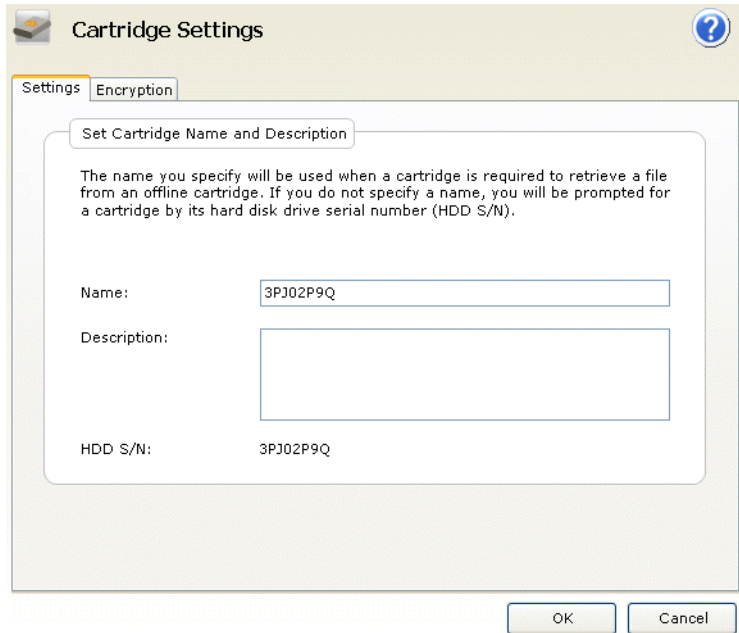 Cartridge Settings
Settings Encryption
Set Cartridge Name and Description
The name you specify will be used when a cartridge is required to retrieve a file
from an offline cartridge. If you do not specify a name, you will be prompted for
a cartridge by its hard disk drive serial number (HDD S/N).
Name: 3PJ02P9Q
Description:
HDD S/N: 3PJ02P9Q
OK Cancel